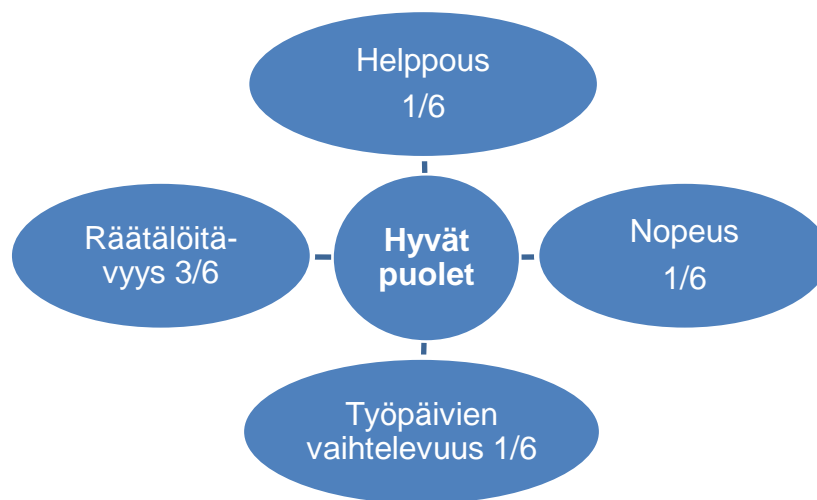 Helppous
1/6
Räätälöitä-
vyys 3/6
Hyvät
puolet
Nopeus
1/6
Työpäivien
vaihtelevuus 1/6